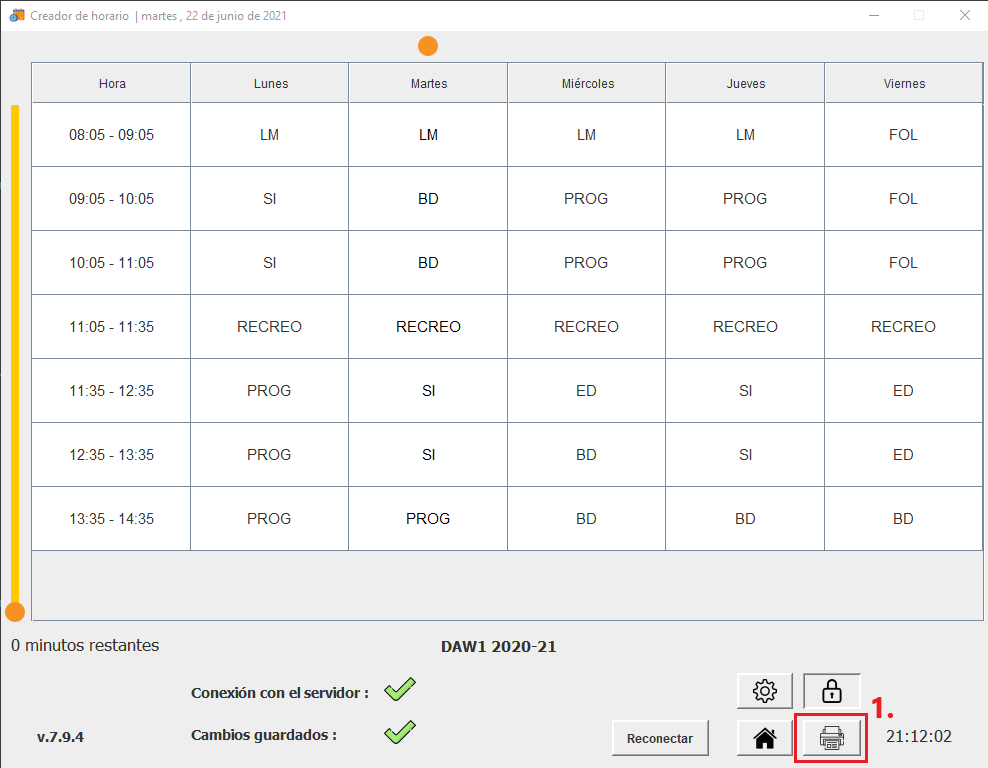 Creador de horario | martes , 22 de junio de 2021
Hora Lunes Martes Miércoles Jueves Viernes
08:05 - 09:05 LM LM LM LM FOL
09:05 - 10:05 SI BD PROG PROG FOL
10:05 - 11:05 SI BD PROG PROG FOL
11:05 - 11:35 RECREO RECREO RECREO RECREO RECREO
11:35 - 12:35 PROG SI ED SI ED
12:35 - 13:35 PROG SI BD SI ED
13:35 - 14:35 PROG PROG BD BD BD
0 minutos restantes DAW1 2020-21
Conexión con el servidor :
1.
v.7.9.4 Cambios guardados : Reconectar 21:12:02